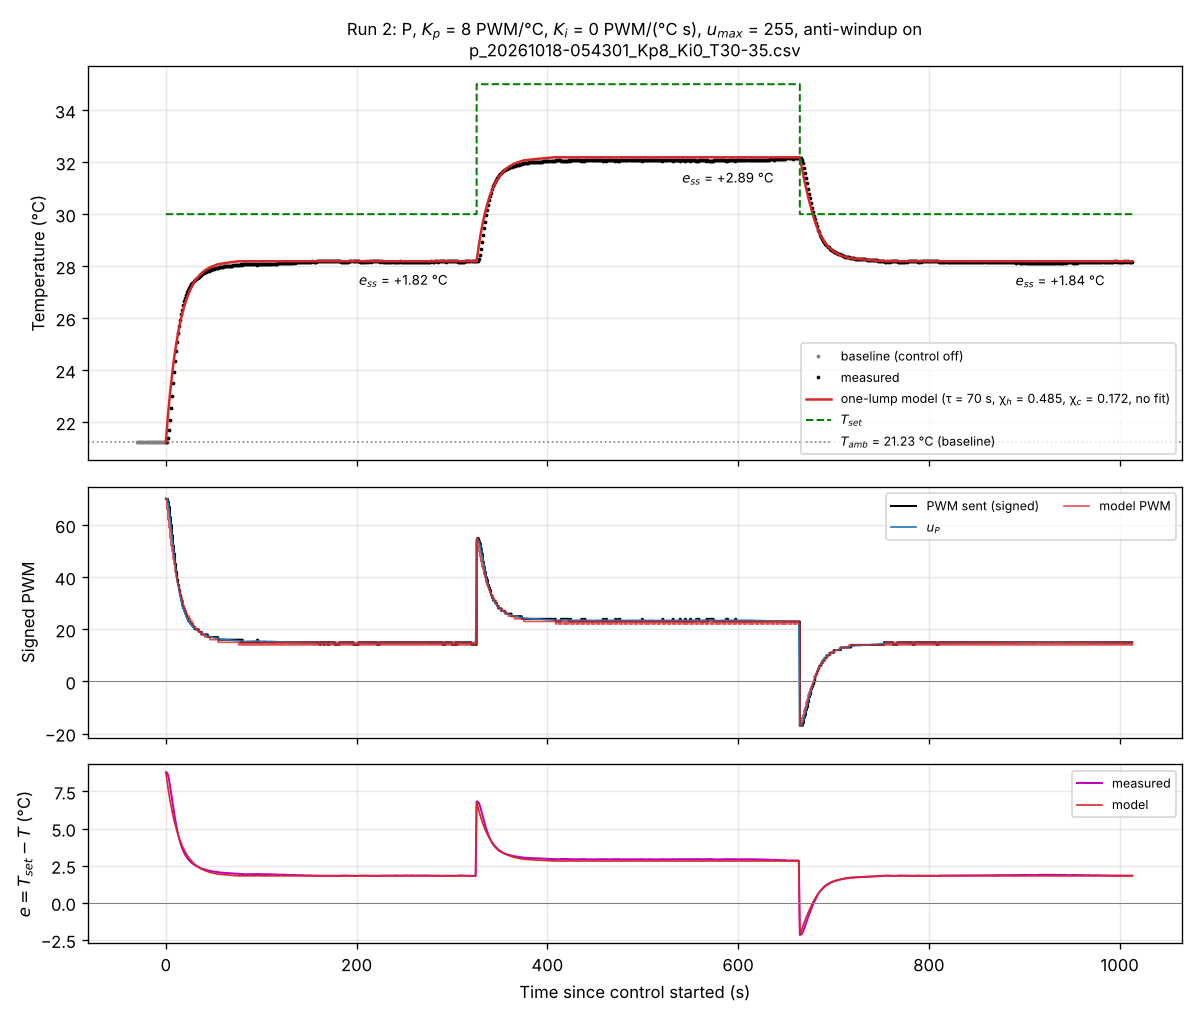 Run 2: P, Kp = 8 PWM/°C, Ki = 0 PWM/(°C s), umax = 255, anti-windup on
p_20261018-054301_Kp8_Ki0_T30-35.csv
Temperature (°C)
34
32
30
28
26
24
22
ess = +1.82 °C
ess = +2.89 °C
ess = +1.84 °C
baseline (control off)
measured
one-lump model (τ = 70 s, χh = 0.485, χc = 0.172, no fit)
Tset
Tamb = 21.23 °C (baseline)
Signed PWM
60
40
20
0
−20
PWM sent (signed)
uP
model PWM
e = Tset − T (°C)
7.5
5.0
2.5
0.0
−2.5
measured
model
0
200
400
600
800
1000
Time since control started (s)